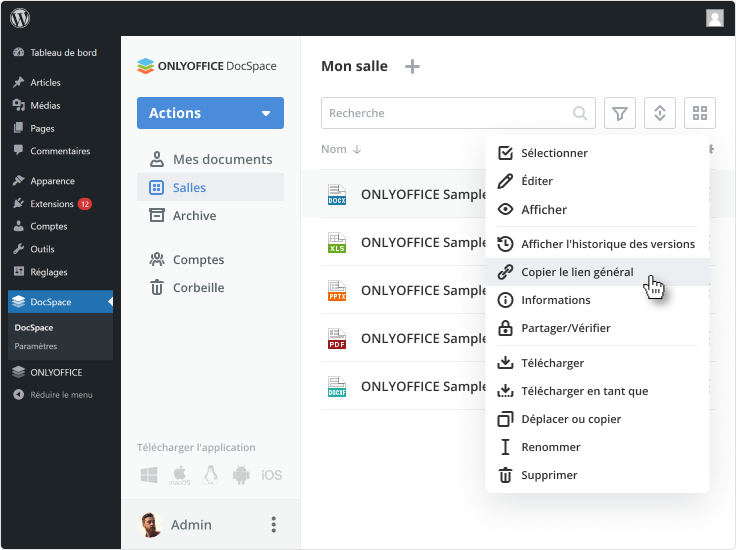 Tableau de bord
Articles
Médias
Pages
Commentaires
Apparence
Extensions 12
Comptes
Outils
Réglages
DocSpace
DocSpace
Paramètres
ONLYOFFICE
Réduire le menu
ONLYOFFICE DocSpace
Actions
Mes documents
Salles
Archive
Comptes
Corbeille
Télécharger l'application
macOS
iOS
Admin
Mon salle
Recherche
Nom
DOCX ONLYOFFICE Sample
XLS ONLYOFFICE Sample
PPTX ONLYOFFICE Sample
PDF ONLYOFFICE Sample
DOCXF ONLYOFFICE Sample
Sélectionner
Éditer
Afficher
Afficher l'historique des versions
Copier le lien général
Informations
Partager/Vérifier
Télécharger
Télécharger en tant que
Déplacer ou copier
Renommer
Supprimer